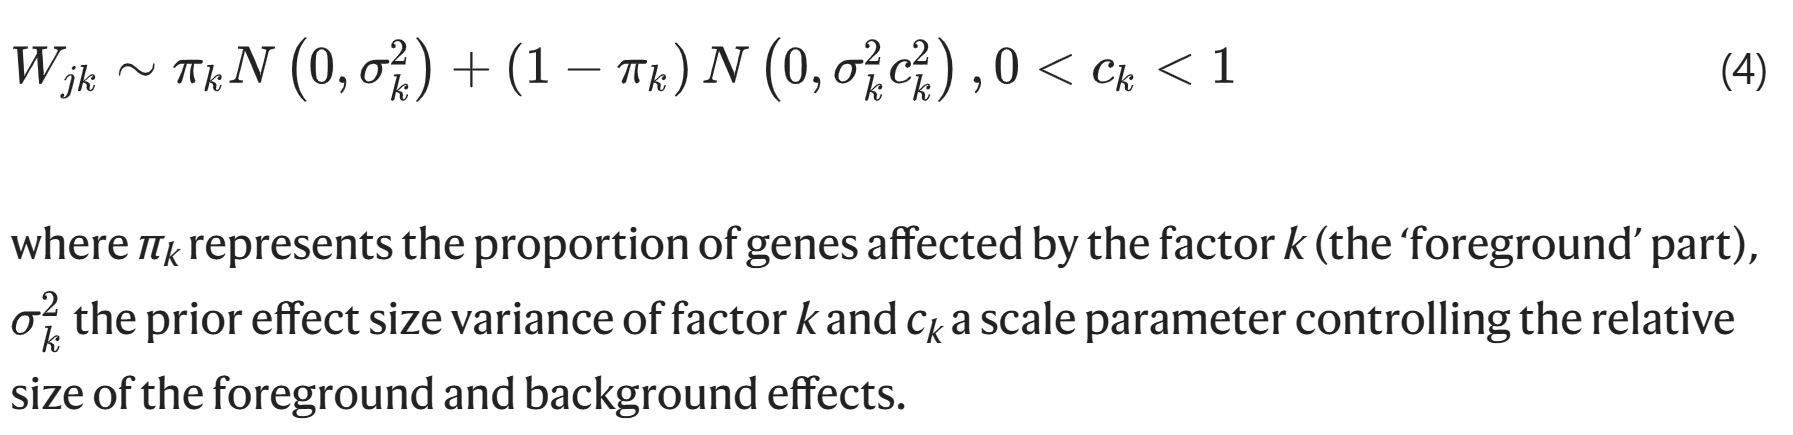 W_{jk} ∼ π_k N (0, σ_k^2) + (1 − π_k) N (0, σ_k^2 c_k^2) , 0 < c_k < 1 (4)
where π_k represents the proportion of genes affected by the factor k (the ‘foreground’ part),
σ_k^2 the prior effect size variance of factor k and c_k a scale parameter controlling the relative
size of the foreground and background effects.